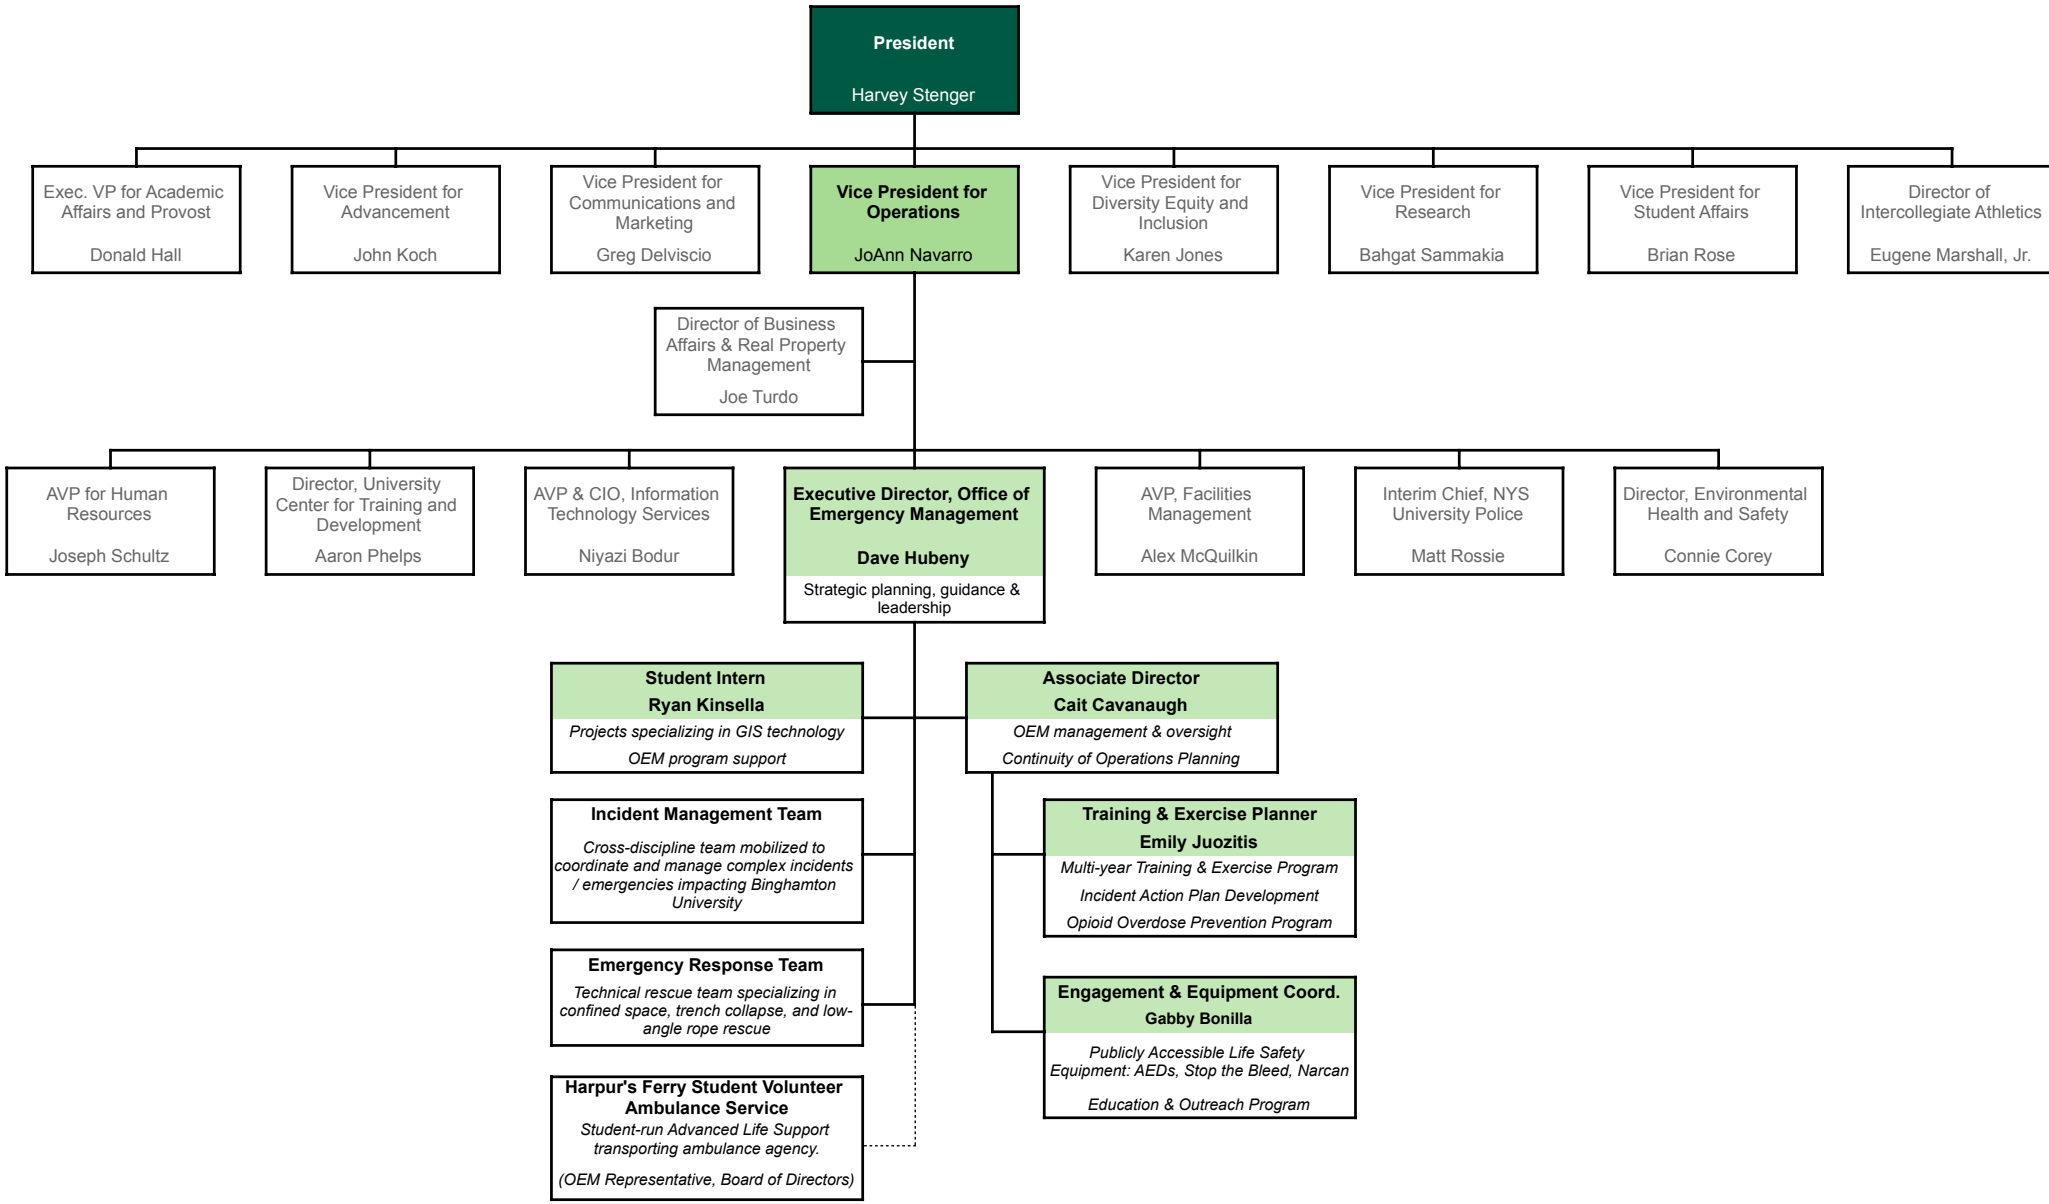 President
Harvey Stenger
Exec. VP for Academic
Affairs and Provost
Donald Hall
Vice President for
Advancement
John Koch
Vice President for
Communications and
Marketing
Greg Delviscio
Vice President for
Operations
JoAnn Navarro
Vice President for
Diversity Equity and
Inclusion
Karen Jones
Vice President for
Research
Bahgat Sammakia
Vice President for
Student Affairs
Brian Rose
Director of
Intercollegiate Athletics
Eugene Marshall, Jr.
Director of Business
Affairs & Real Property
Management
Joe Turdo
AVP for Human
Resources
Joseph Schultz
Director, University
Center for Training and
Development
Aaron Phelps
AVP & CIO, Information
Technology Services
Niyazi Bodur
Executive Director, Office of
Emergency Management
Dave Hubeny
Strategic planning, guidance &
leadership
AVP, Facilities
Management
Alex McQuilkin
Interim Chief, NYS
University Police
Matt Rossie
Director, Environmental
Health and Safety
Connie Corey
Student Intern
Ryan Kinsella
Projects specializing in GIS technology
OEM program support
Associate Director
Cait Cavanaugh
OEM management & oversight
Continuity of Operations Planning
Incident Management Team
Cross-discipline team mobilized to
coordinate and manage complex incidents
/ emergencies impacting Binghamton
University
Training & Exercise Planner
Emily Juozitis
Multi-year Training & Exercise Program
Incident Action Plan Development
Opioid Overdose Prevention Program
Emergency Response Team
Technical rescue team specializing in
confined space, trench collapse, and low-
angle rope rescue
Engagement & Equipment Coord.
Gabby Bonilla
Publicly Accessible Life Safety
Equipment: AEDs, Stop the Bleed, Narcan
Education & Outreach Program
Harpur's Ferry Student Volunteer
Ambulance Service
Student-run Advanced Life Support
transporting ambulance agency.
(OEM Representative, Board of Directors)